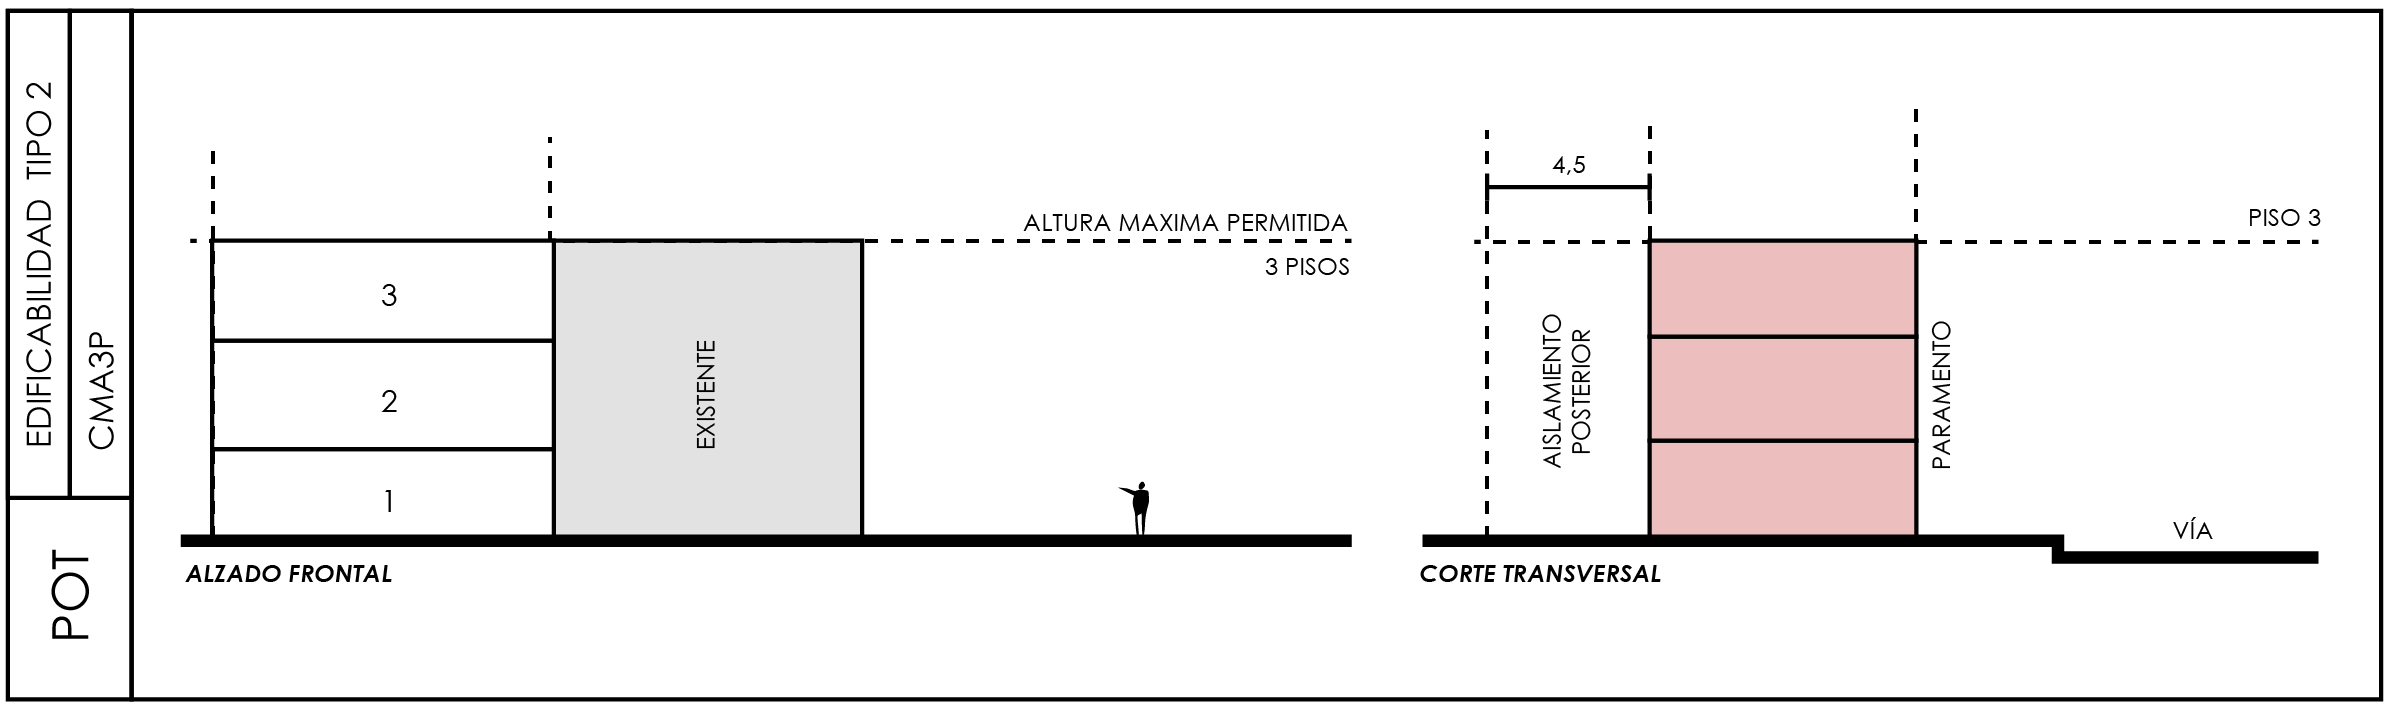 EDIFICABILIDAD TIPO 2
CMA3P
POT
ALTURA MAXIMA PERMITIDA
3 PISOS
3
2
1
EXISTENTE
ALZADO FRONTAL
4,5
PISO 3
AISLAMIENTO
POSTERIOR
PARAMENTO
VÍA
CORTE TRANSVERSAL